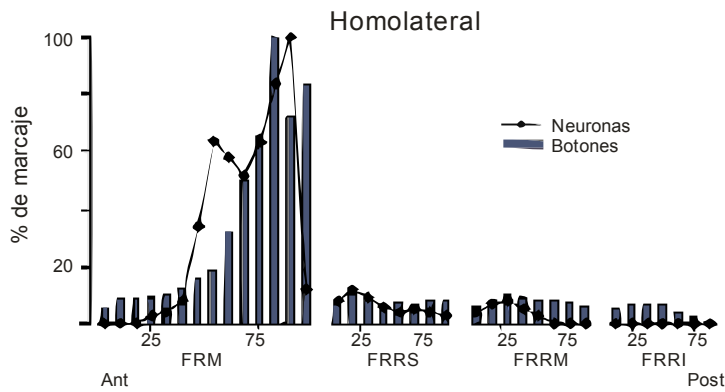 Homolateral
100
60
20
% de marcaje
Neuronas
Botones
25 75 25 75 25 75 25 75
FRM FRRS FRRM FRRI
Ant Post